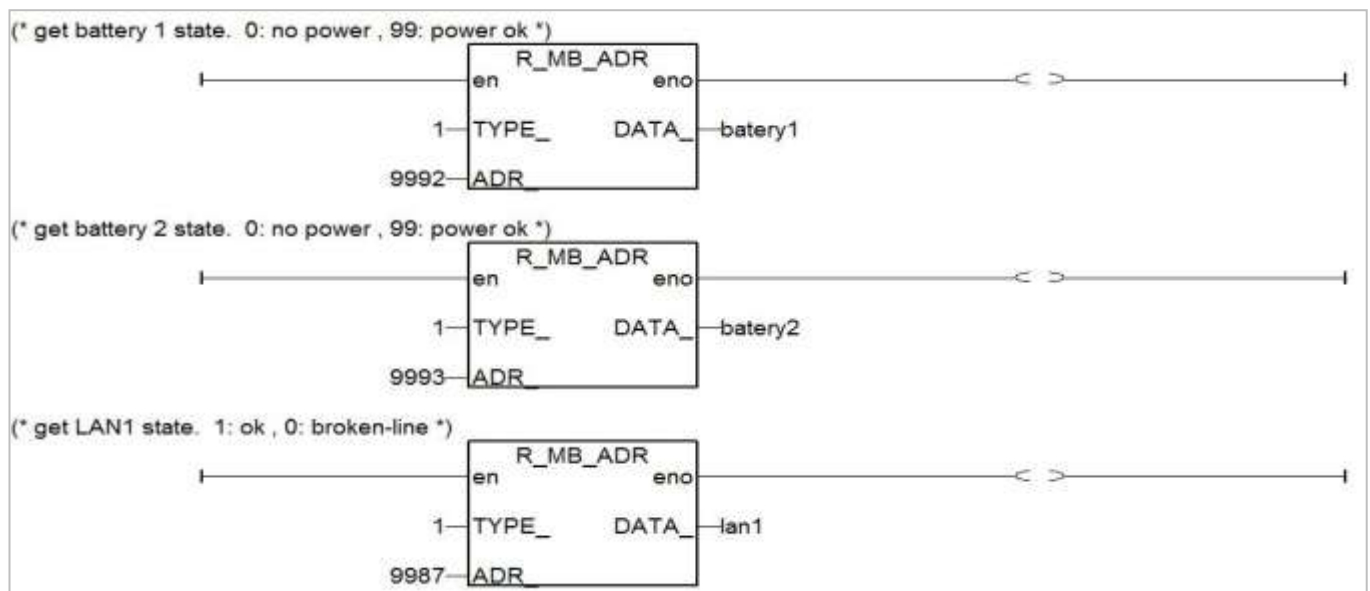 (* get battery 1 state.  0: no power , 99: power ok *)
R_MB_ADR
en eno
1 TYPE_ DATA_ batery1
9992 ADR_
(* get battery 2 state.  0: no power , 99: power ok *)
R_MB_ADR
en eno
1 TYPE_ DATA_ batery2
9993 ADR_
(* get LAN1 state.  1: ok , 0: broken-line *)
R_MB_ADR
en eno
1 TYPE_ DATA_ lan1
9987 ADR_